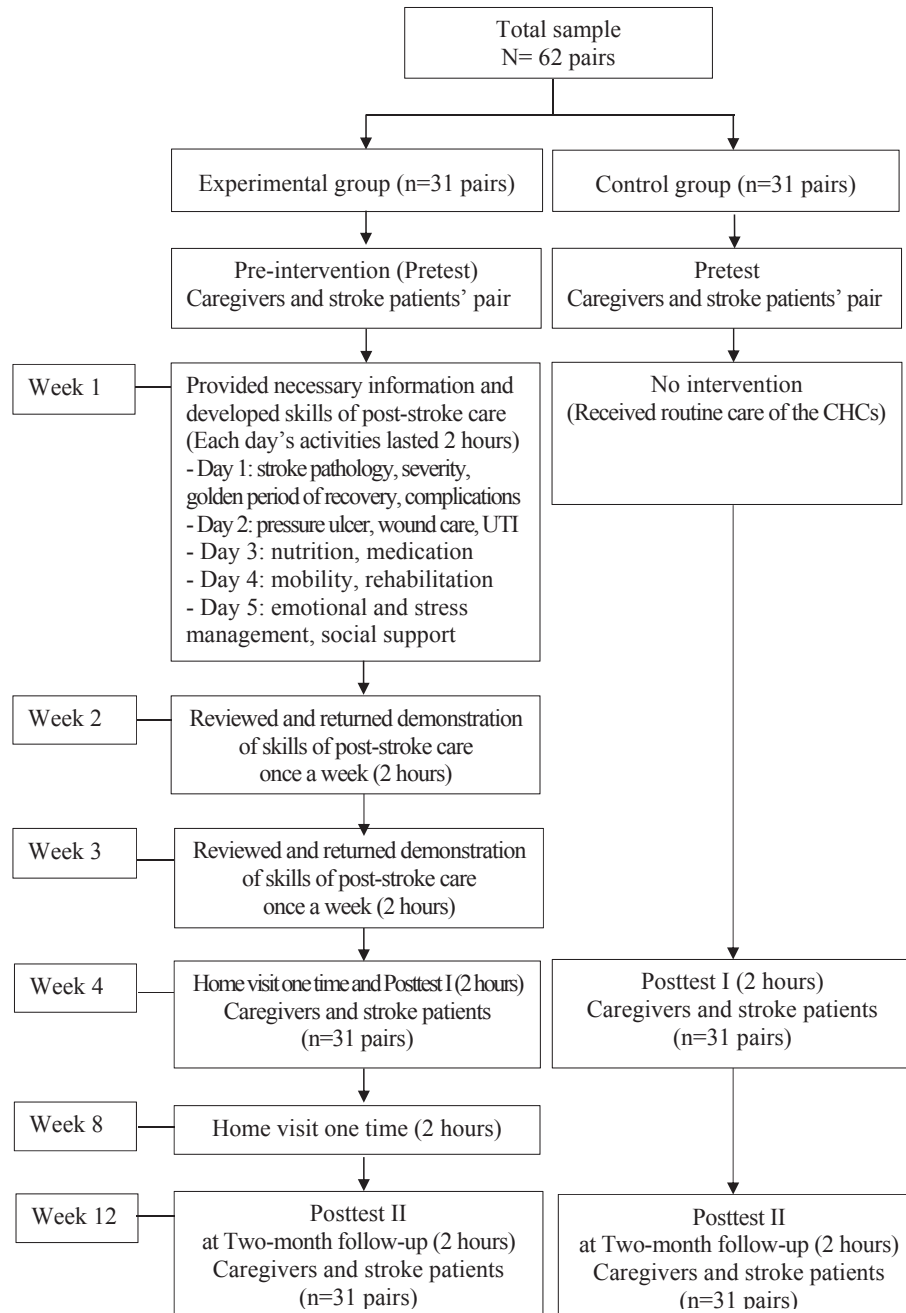 Total sample
N= 62 pairs
Experimental group (n=31 pairs)
Control group (n=31 pairs)
Pre-intervention (Pretest)
Caregivers and stroke patients’ pair
Pretest
Caregivers and stroke patients’ pair
Week 1
Provided necessary information and
developed skills of post-stroke care
(Each day’s activities lasted 2 hours)
- Day 1: stroke pathology, severity,
golden period of recovery, complications
- Day 2: pressure ulcer, wound care, UTI
- Day 3: nutrition, medication
- Day 4: mobility, rehabilitation
- Day 5: emotional and stress
management, social support
No intervention
(Received routine care of the CHCs)
Week 2
Reviewed and returned demonstration
of skills of post-stroke care
once a week (2 hours)
Week 3
Reviewed and returned demonstration
of skills of post-stroke care
once a week (2 hours)
Week 4
Home visit one time and Posttest I (2 hours)
Caregivers and stroke patients
(n=31 pairs)
Posttest I (2 hours)
Caregivers and stroke patients
(n=31 pairs)
Week 8
Home visit one time (2 hours)
Week 12
Posttest II
at Two-month follow-up (2 hours)
Caregivers and stroke patients
(n=31 pairs)
Posttest II
at Two-month follow-up (2 hours)
Caregivers and stroke patients
(n=31 pairs)